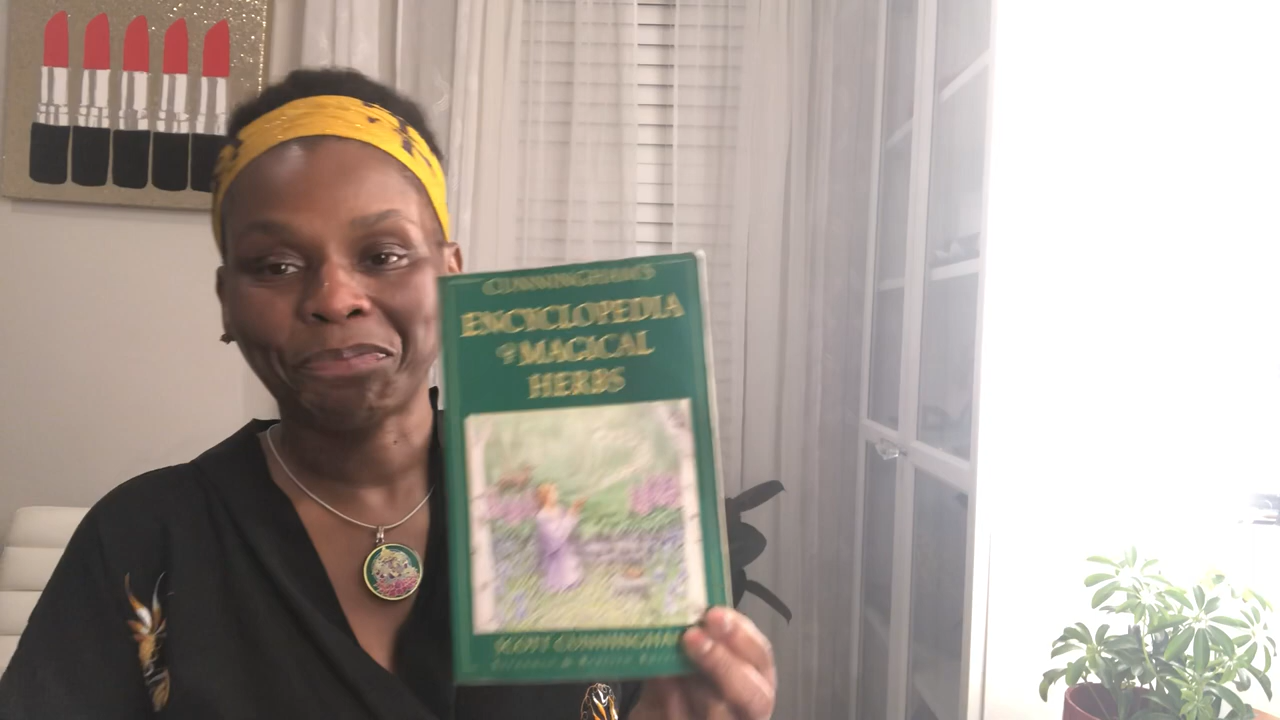 CUNNINGHAM'S
ENCYCLOPEDIA
of MAGICAL
HERBS
SCOTT CUNNINGHAM